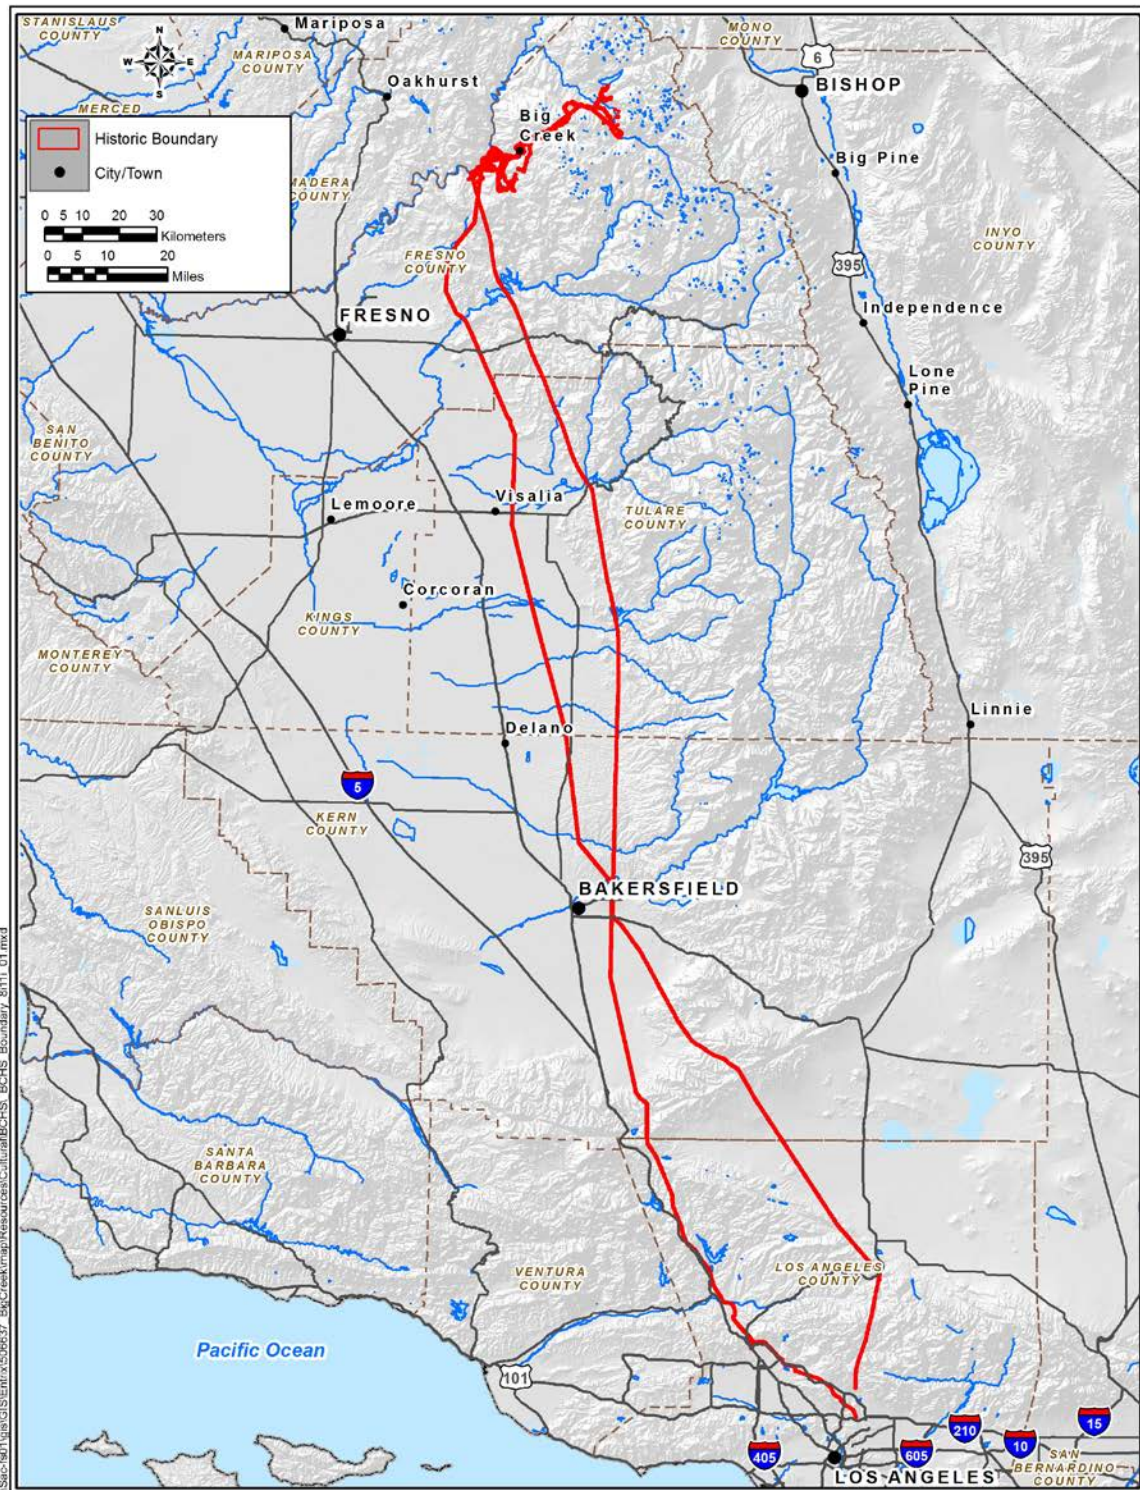 STANISLAUS
COUNTY
Mariposa
MONO
COUNTY
N
W
E
S
MARIPOSA
COUNTY
6
Oakhurst
BISHOP
MERCED
Big
Creek
Historic Boundary
City/Town
Big Pine
MADERA
COUNTY
0 5 10 20 30
Kilometers
0 5 10 20
Miles
INYO
COUNTY
FRESNO
COUNTY
395
Independence
FRESNO
Lone
Pine
SAN
BENITO
COUNTY
Visalia
Lemoore
TULARE
COUNTY
Corcoran
KINGS
COUNTY
MONTEREY
COUNTY
Linnie
Delano
5
KERN
COUNTY
395
BAKERSFIELD
SANLUIS
OBISPO
COUNTY
SANTA
BARBARA
COUNTY
VENTURA
COUNTY
LOS ANGELES
COUNTY
Pacific Ocean
101
15
210
10
405
605
SAN
BERNARDINO
COUNTY
LOS ANGELES